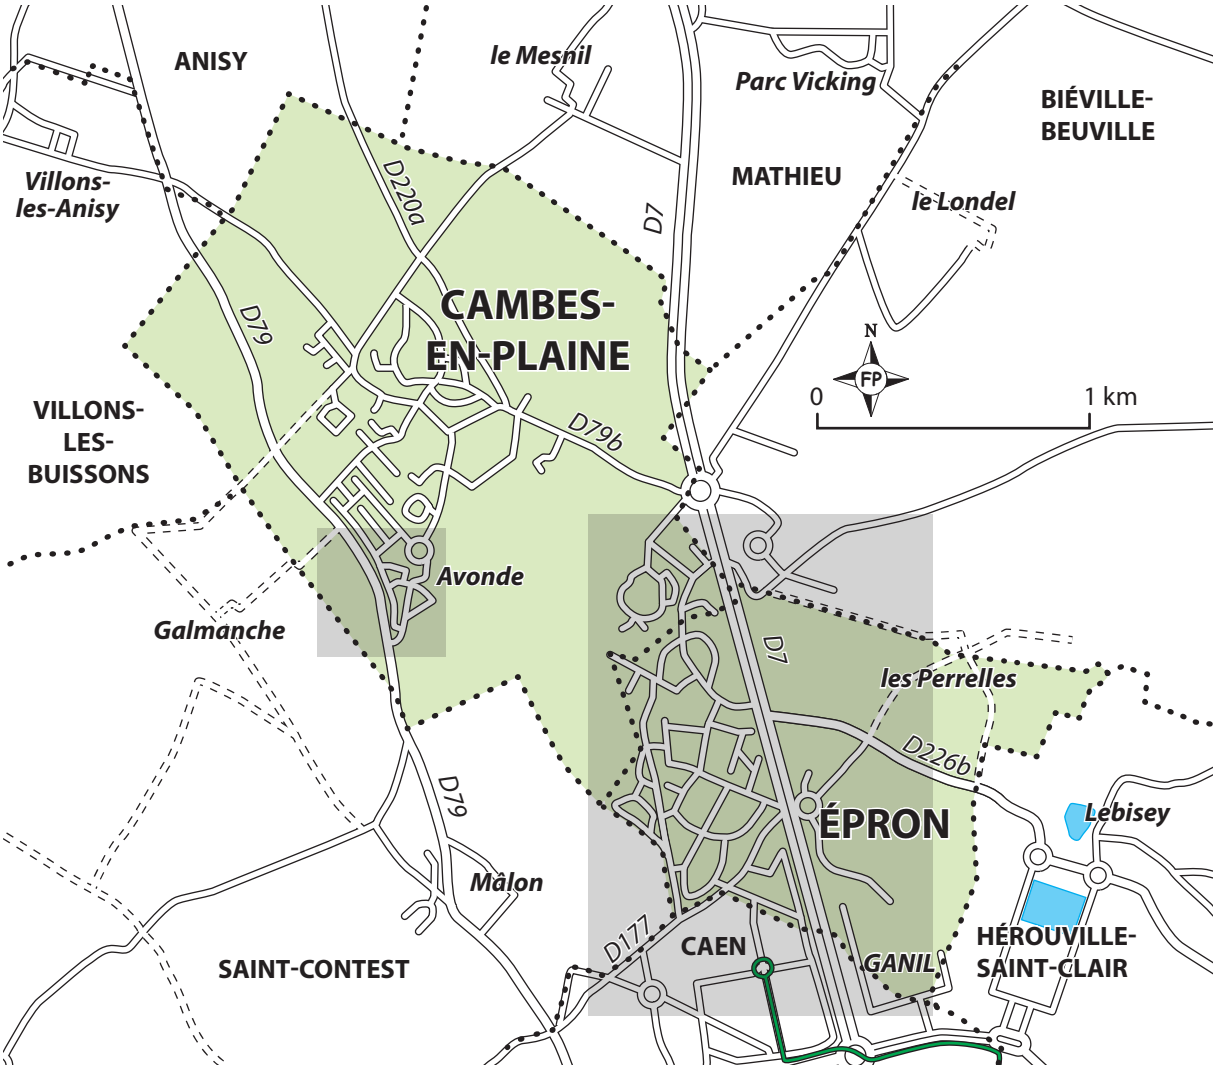 ANISY
le Mesnil
Parc Vicking
BIÉVILLE-
BEUVILLE
MATHIEU
Villons-
les-Anisy
D220a
D7
le Londel
CAMBES-
EN-PLAINE
D79
N
FP
0
1 km
VILLONS-
LES-
BUISSONS
D79b
Avonde
Galmanche
D7
les Perrelles
D226b
D79
ÉPRON
Lebisey
Mâlon
D177
CAEN
GANIL
HÉROUVILLE-
SAINT-CLAIR
SAINT-CONTEST